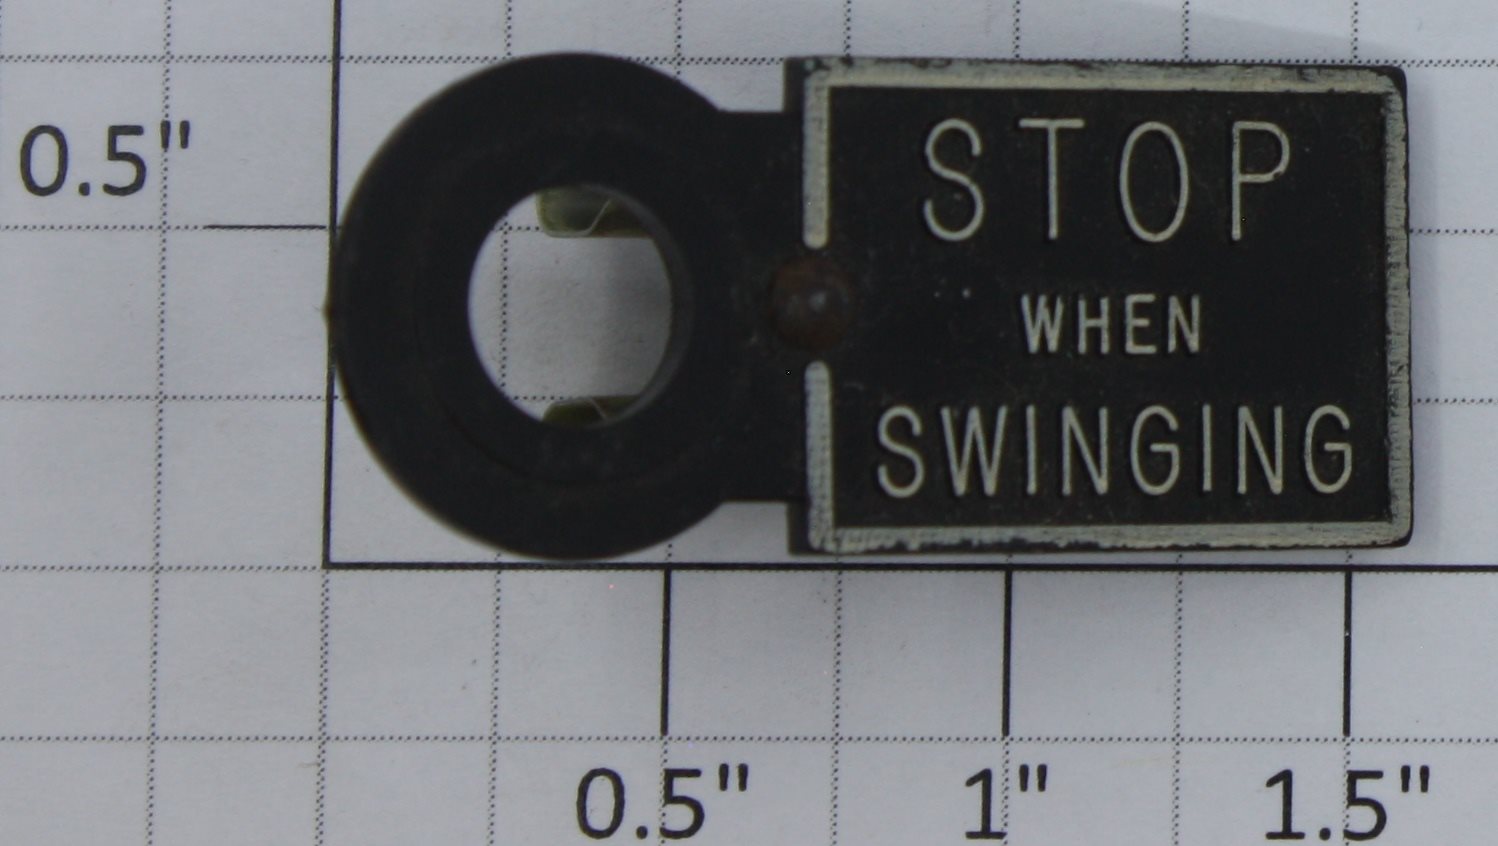 0.5"
STOP
WHEN
SWINGING
0.5" 1" 1.5"